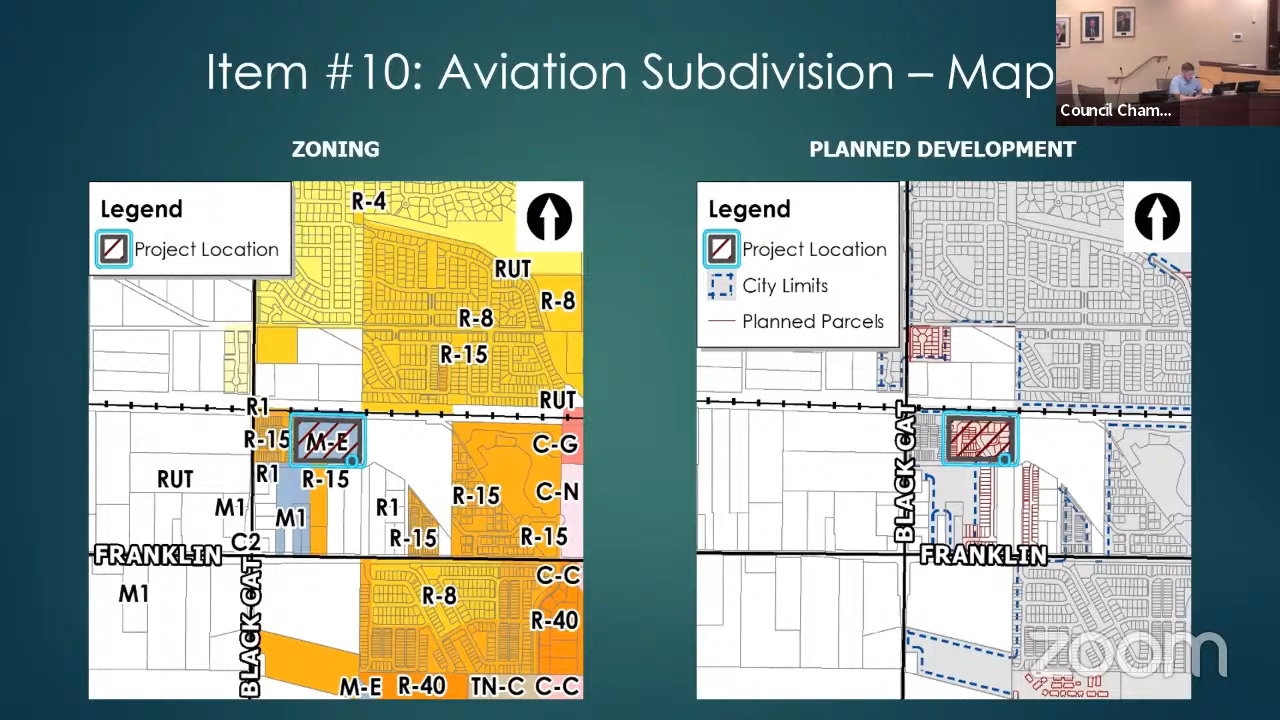 Item #10: Aviation Subdivision – Map
Council Cham...
ZONING
Legend
Project Location
R-4
RUT
R-8
R-8
R-15
RUT
R1
R-15
M-E
C-G
R1
R-15
RUT
R-15
C-N
M1
M1
R1
R-15
R-15
C2
FRANKLIN
C-C
M1
R-8
R-40
BLACK CAT
M-E
R-40
TN-C
C-C
PLANNED DEVELOPMENT
Legend
Project Location
City Limits
Planned Parcels
BLACK CAT
FRANKLIN
zoom